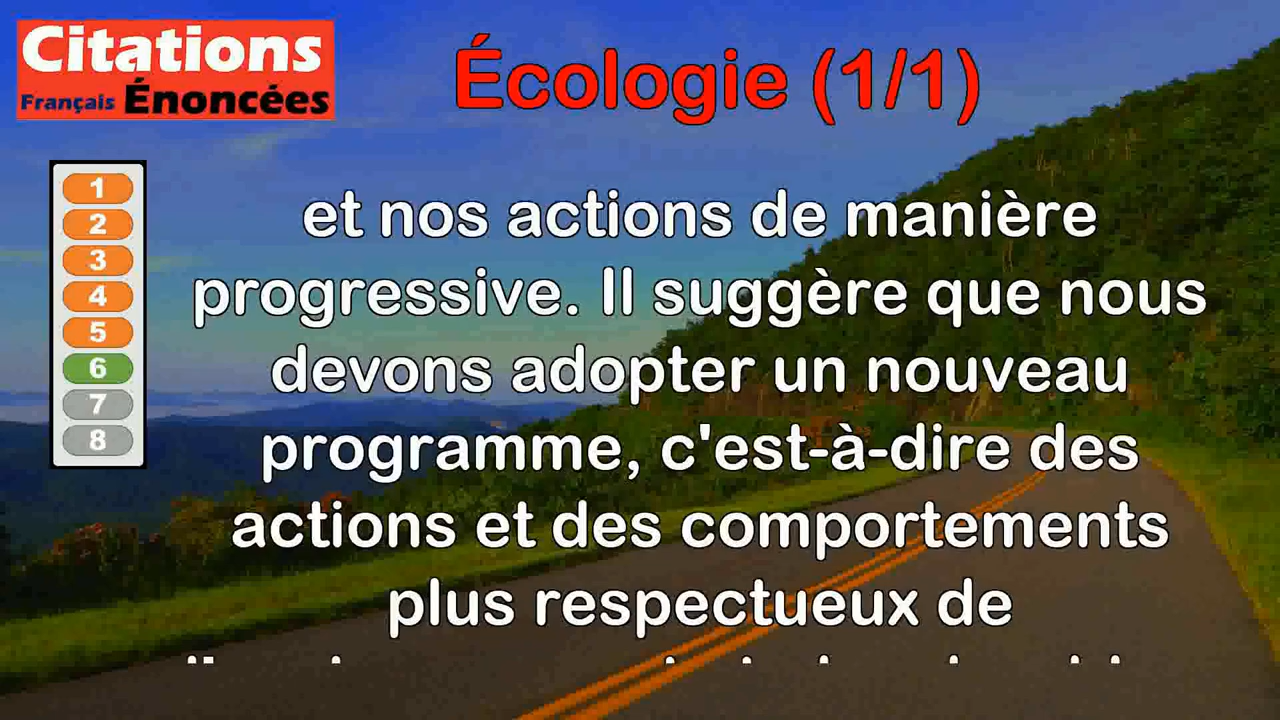 Citations
Français Énoncées
Écologie (1/1)
1
2
3
4
5
6
7
8
et nos actions de manière
progressive. Il suggère que nous
devons adopter un nouveau
programme, c'est-à-dire des
actions et des comportements
plus respectueux de